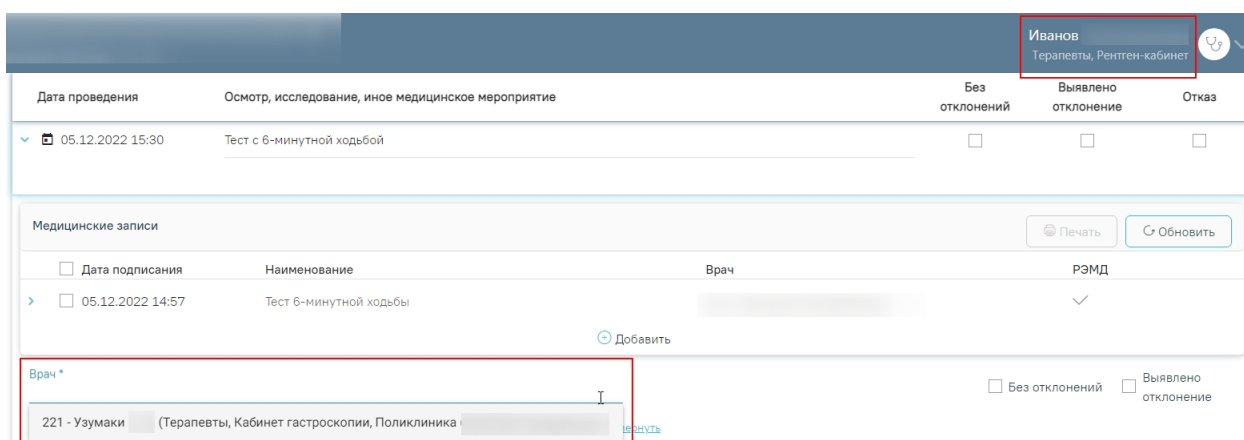 Иванов
Терапевты, Рентген-кабинет
Дата проведения Осмотр, исследование, иное медицинское мероприятие Без отклонений Выявлено отклонение Отказ
05.12.2022 15:30 Тест с 6-минутной ходьбой
Медицинские записи Печать Обновить
Дата подписания Наименование Врач РЭМД
05.12.2022 14:57 Тест 6-минутной ходьбы
Добавить
Врач *
Без отклонений Выявлено отклонение
221 - Узумаки (Терапевты, Кабинет гастроскопии, Поликлиника